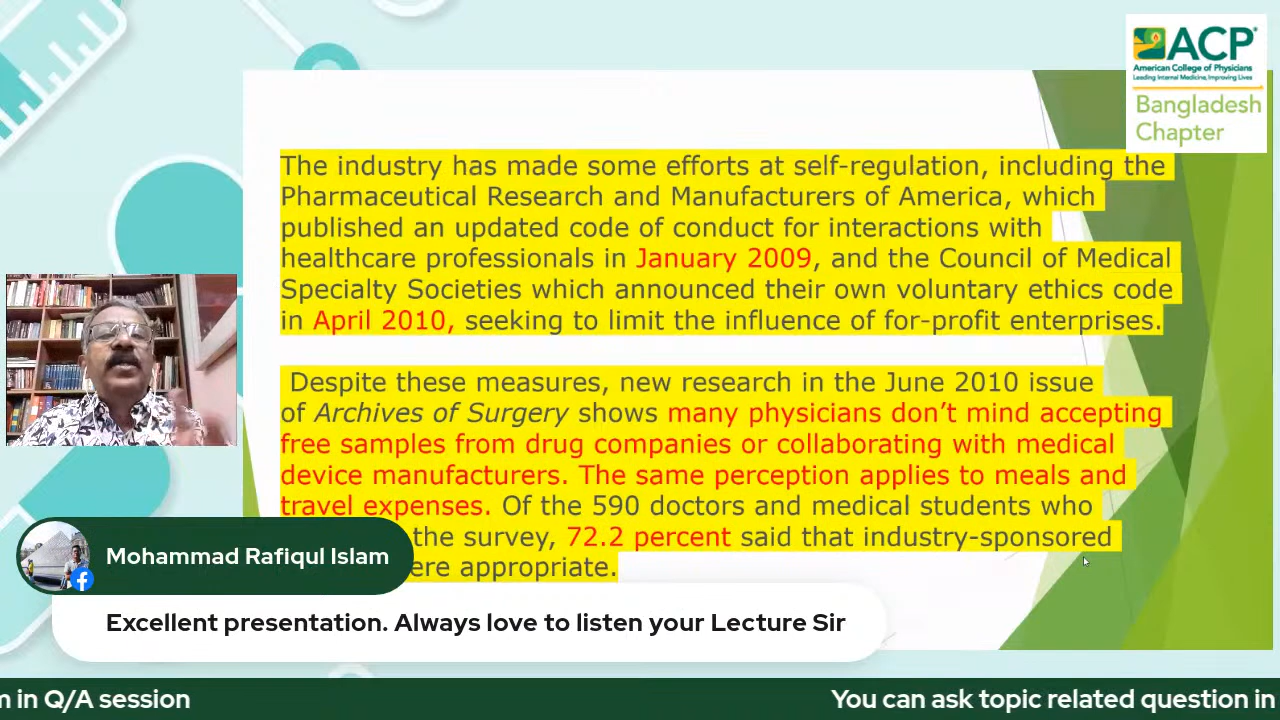 ACP
American College of Physicians
Leading Internal Medicine, Improving Lives
Bangladesh
Chapter
The industry has made some efforts at self-regulation, including the
Pharmaceutical Research and Manufacturers of America, which
published an updated code of conduct for interactions with
healthcare professionals in January 2009, and the Council of Medical
Specialty Societies which announced their own voluntary ethics code
in April 2010, seeking to limit the influence of for-profit enterprises.
Despite these measures, new research in the June 2010 issue
of Archives of Surgery shows many physicians don’t mind accepting
free samples from drug companies or collaborating with medical
device manufacturers. The same perception applies to meals and
travel expenses. Of the 590 doctors and medical students who
the survey, 72.2 percent said that industry-sponsored
ere appropriate.
Mohammad Rafiqul Islam
Excellent presentation. Always love to listen your Lecture Sir
m in Q/A session
You can ask topic related question in